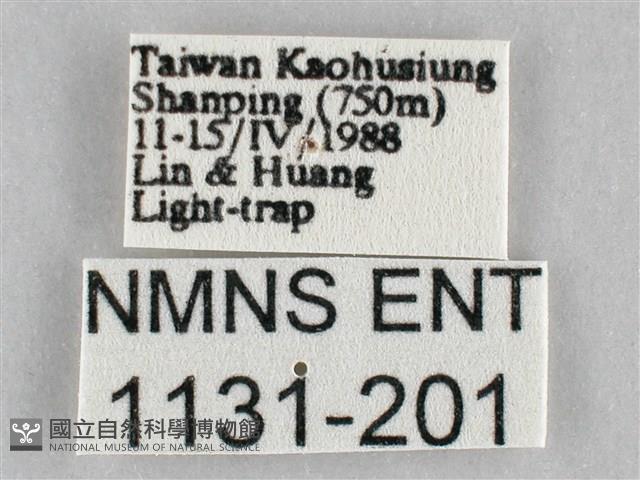 Taiwan Kaohusiung
Shanping (750m)
11-15/IV/1988
Lin & Huang
Light-trap
NMNS ENT
1131-201
國立自然科學博物館
NATIONAL MUSEUM OF NATURAL SCIENCE